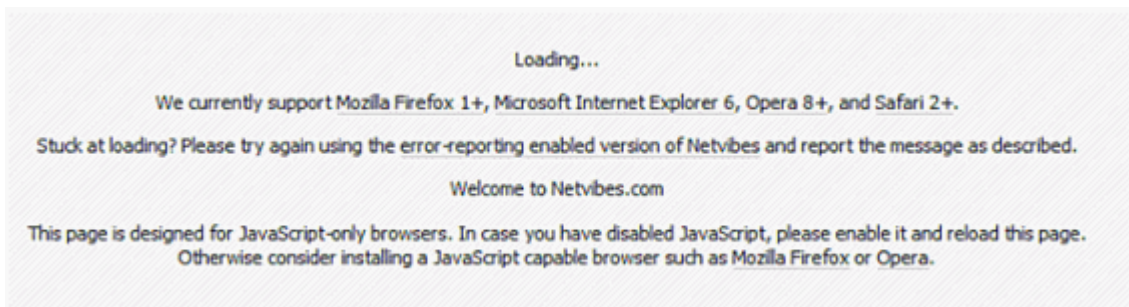 Loading...
We currently support Mozilla Firefox 1+, Microsoft Internet Explorer 6, Opera 8+, and Safari 2+.
Stuck at loading? Please try again using the error-reporting enabled version of Netvibes and report the message as described.
Welcome to Netvibes.com
This page is designed for JavaScript-only browsers. In case you have disabled JavaScript, please enable it and reload this page.
Otherwise consider installing a JavaScript capable browser such as Mozilla Firefox or Opera.